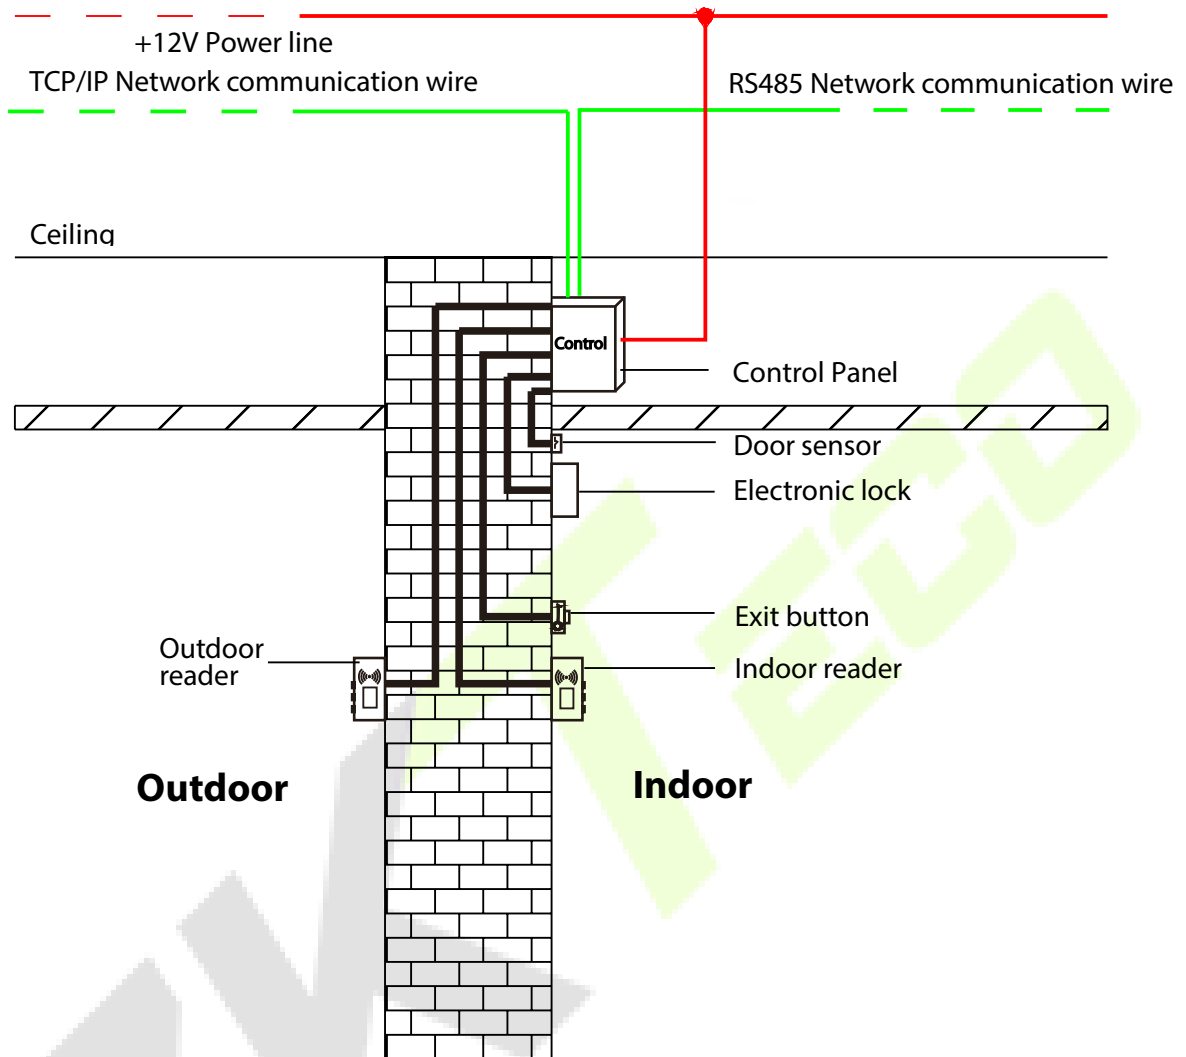 +12V Power line
TCP/IP Network communication wire
RS485 Network communication wire
Ceiling
Control
Control Panel
Door sensor
Electronic lock
Exit button
Outdoor
reader
Indoor reader
Outdoor
Indoor